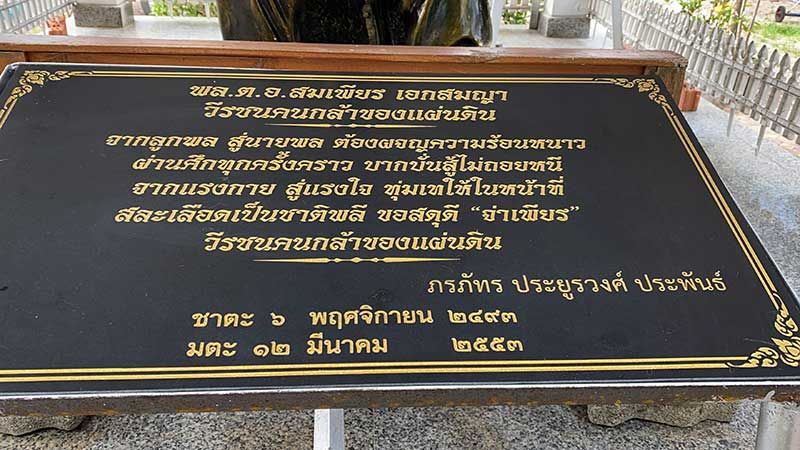 พล.ต.อ.สมเพียร เอกสมญา
วีรชนคนกล้าของแผ่นดิน
จากลูกพล สู่นายพล ต้องผจญความร้อนหนาว
ผ่านศึกทุกครั้งคราว บากบั่นสู้ไม่ถอยหนี
จากแรงกาย สู่แรงใจ ทุ่มเทให้ในหน้าที่
สละเลือดเป็นชาติพลี ขอสดุดี “จ่าเพียร”
วีรชนคนกล้าของแผ่นดิน
ภรภัทร ประยูรวงศ์ ประพันธ์
ชาตะ ๖ พฤศจิกายน ๒๔๙๓
มตะ ๑๒ มีนาคม ๒๕๕๓